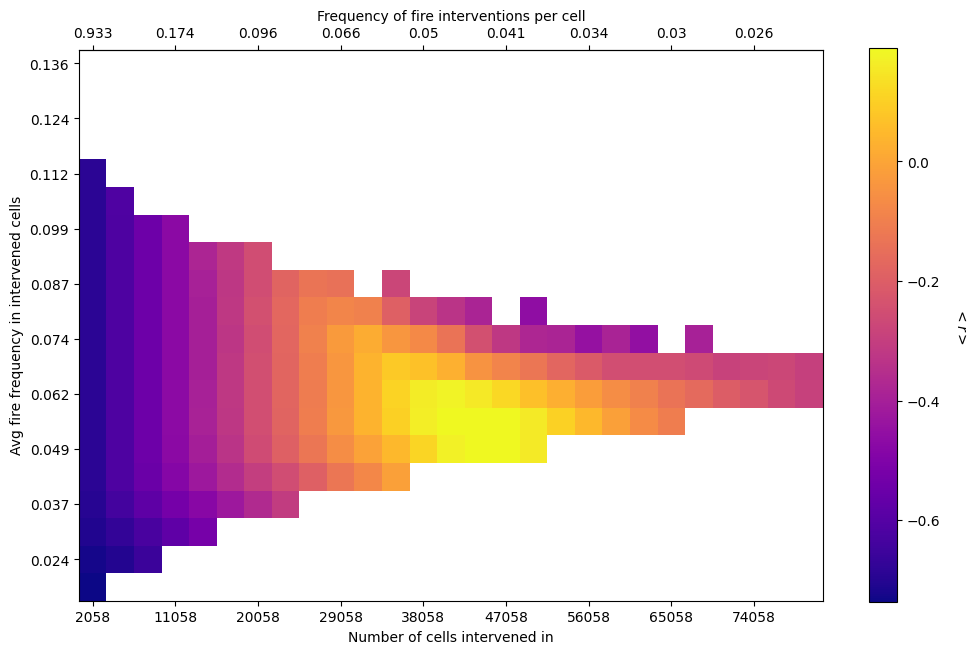 Frequency of fire interventions per cell
0.933 0.174 0.096 0.066 0.05 0.041 0.034 0.03 0.026
0.136
0.124
0.112
0.099
0.087
0.074
0.062
0.049
0.037
0.024
Avg fire frequency in intervened cells
2058 11058 20058 29058 38058 47058 56058 65058 74058
Number of cells intervened in
0.0
−0.2
−0.4
−0.6
< r >